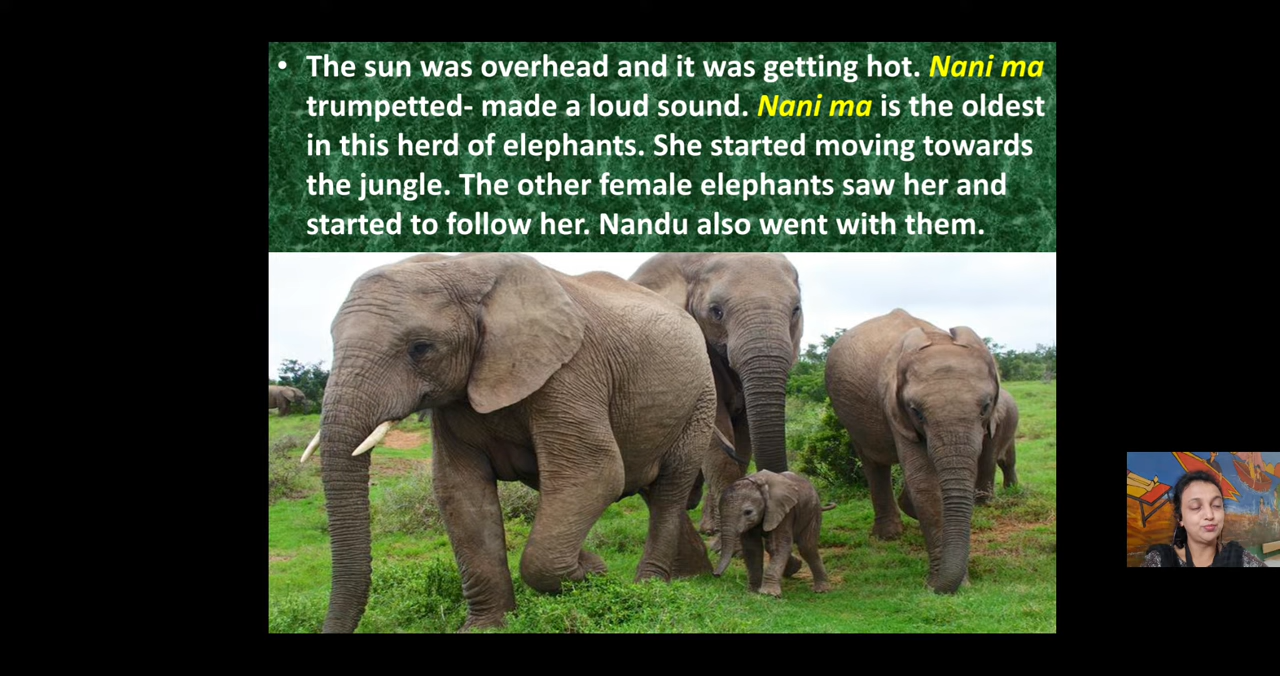 • The sun was overhead and it was getting hot. Nani ma
trumpetted- made a loud sound. Nani ma is the oldest
in this herd of elephants. She started moving towards
the jungle. The other female elephants saw her and
started to follow her. Nandu also went with them.